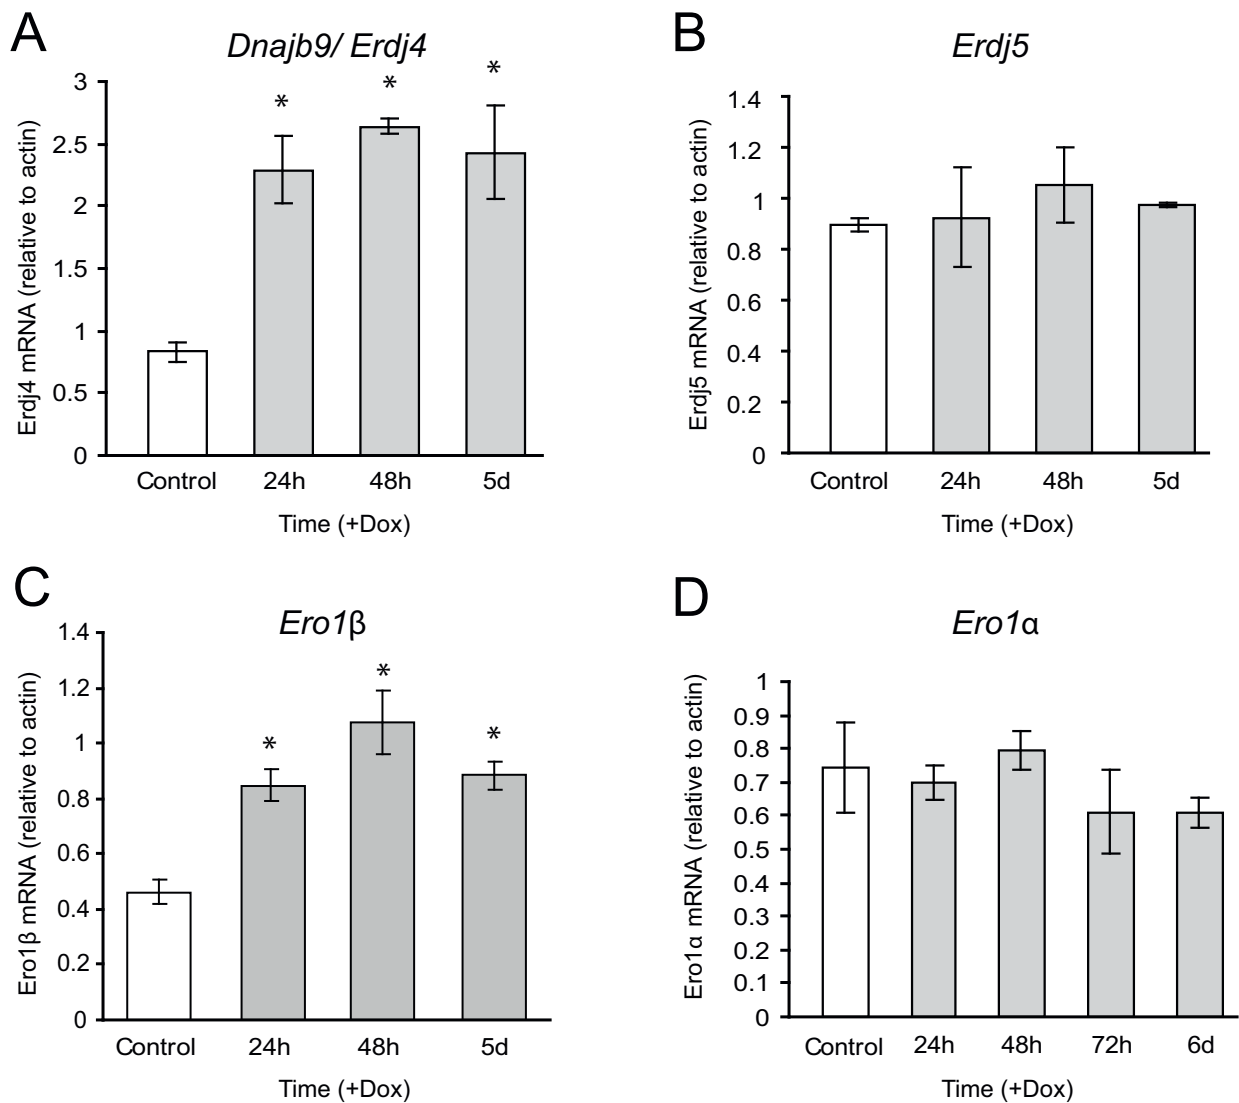 A
Dnajb9/ Erdj4
Erdj4 mRNA (relative to actin)
3
2.5
2
1.5
1
0.5
0
*
*
*
Control 24h 48h 5d
Time (+Dox)
B
Erdj5
Erdj5 mRNA (relative to actin)
1.4
1.2
1
0.8
0.6
0.4
0.2
0
Control 24h 48h 5d
Time (+Dox)
C
Ero1β
Ero1β mRNA (relative to actin)
1.4
1.2
1
0.8
0.6
0.4
0.2
0
*
*
*
Control 24h 48h 5d
Time (+Dox)
D
Ero1α
Ero1α mRNA (relative to actin)
1
0.9
0.8
0.7
0.6
0.5
0.4
0.3
0.2
0.1
0
Control 24h 48h 72h 6d
Time (+Dox)